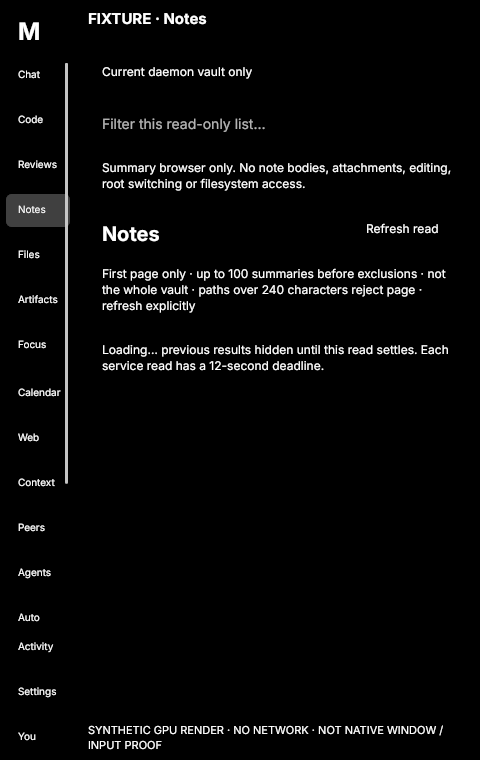 M
FIXTURE · Notes
Chat
Code
Reviews
Notes
Files
Artifacts
Focus
Calendar
Web
Context
Peers
Agents
Auto
Activity
Settings
You
Current daemon vault only
Filter this read-only list...
Summary browser only. No note bodies, attachments, editing,
root switching or filesystem access.
Notes
Refresh read
First page only · up to 100 summaries before exclusions · not
the whole vault · paths over 240 characters reject page ·
refresh explicitly
Loading... previous results hidden until this read settles. Each
service read has a 12-second deadline.
SYNTHETIC GPU RENDER · NO NETWORK · NOT NATIVE WINDOW /
INPUT PROOF